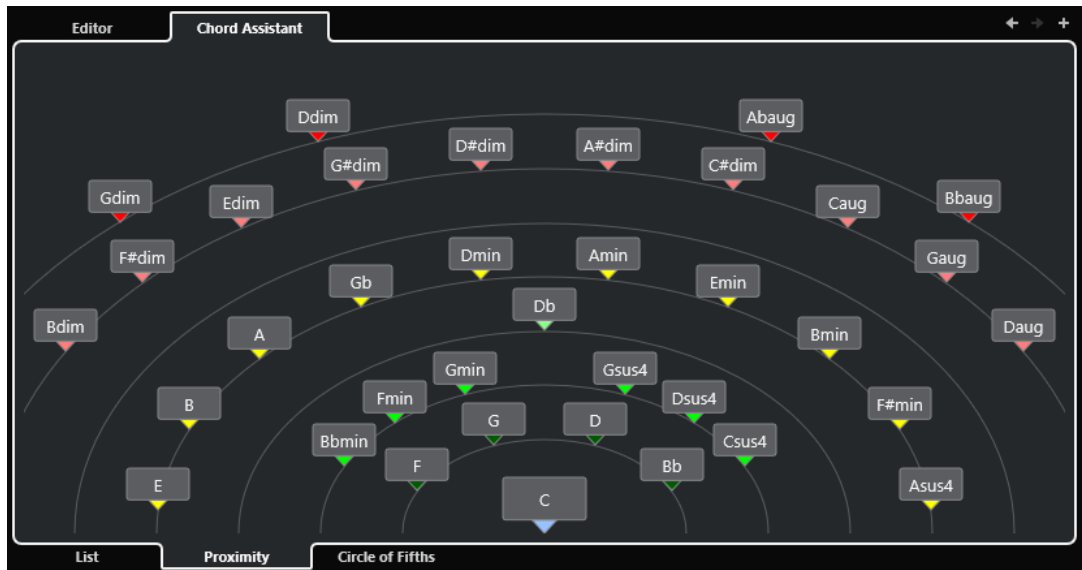 Editor
Chord Assistant
Ddim
Abaug
D#dim
A#dim
G#dim
C#dim
Gdim
Edim
Caug
Bbaug
F#dim
Gaug
Dmin
Amin
Gb
Emin
Db
Bdim
Daug
A
Bmin
Gmin
Gsus4
Fmin
Dsus4
B
F#min
G
D
Bbmin
Csus4
F
Bb
E
Asus4
C
List
Proximity
Circle of Fifths